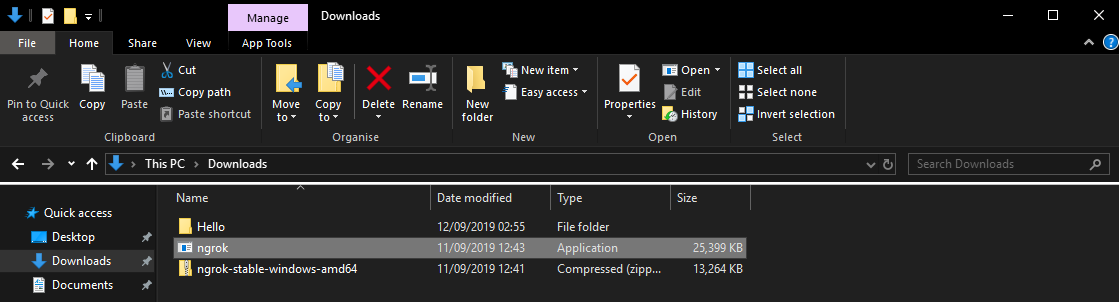 Manage
Downloads
File
Home
Share
View
App Tools
Pin to Quick access
Copy
Paste
Cut
Copy path
Paste shortcut
Clipboard
Move to
Copy to
Delete
Rename
Organise
New folder
New item
Easy access
New
Properties
Open
Edit
History
Open
Select all
Select none
Invert selection
Select
This PC > Downloads
Search Downloads
Quick access
Desktop
Downloads
Documents
Name Date modified Type Size
Hello 12/09/2019 02:55 File folder
ngrok 11/09/2019 12:43 Application 25,399 KB
ngrok-stable-windows-amd64 11/09/2019 12:41 Compressed (zipp... 13,264 KB